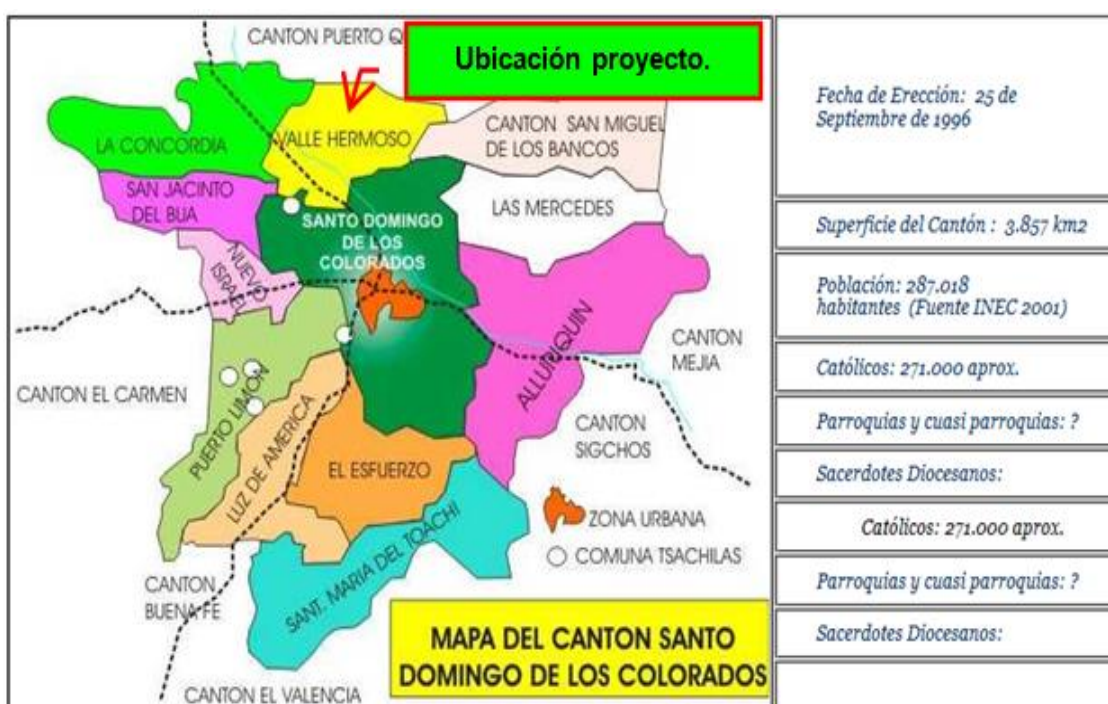 CANTON PUERTO Q
Ubicación proyecto.
LA CONCORDIA
VALLE HERMOSO
CANTON SAN MIGUEL
DE LOS BANCOS
SAN JACINTO
DEL BUA
LAS MERCEDES
SANTO DOMINGO
DE LOS
COLORADOS
NUEVO
ISRAEL
ALLURIQUIN
CANTON
MEJIA
CANTON EL CARMEN
PUERTO LIMON
LUZ DE AMERICA
CANTON
SIGCHOS
EL ESFUERZO
ZONA URBANA
COMUNA TSACHILAS
SANT. MARIA DEL TOACHI
CANTON
BUENA FE
CANTON EL VALENCIA
MAPA DEL CANTON SANTO
DOMINGO DE LOS COLORADOS
Fecha de Erección: 25 de
Septiembre de 1996
Superficie del Cantón : 3.857 km2
Población: 287.018
habitantes (Fuente INEC 2001)
Católicos: 271.000 aprox.
Parroquias y cuasi parroquias: ?
Sacerdotes Diocesanos:
Católicos: 271.000 aprox.
Parroquias y cuasi parroquias: ?
Sacerdotes Diocesanos: